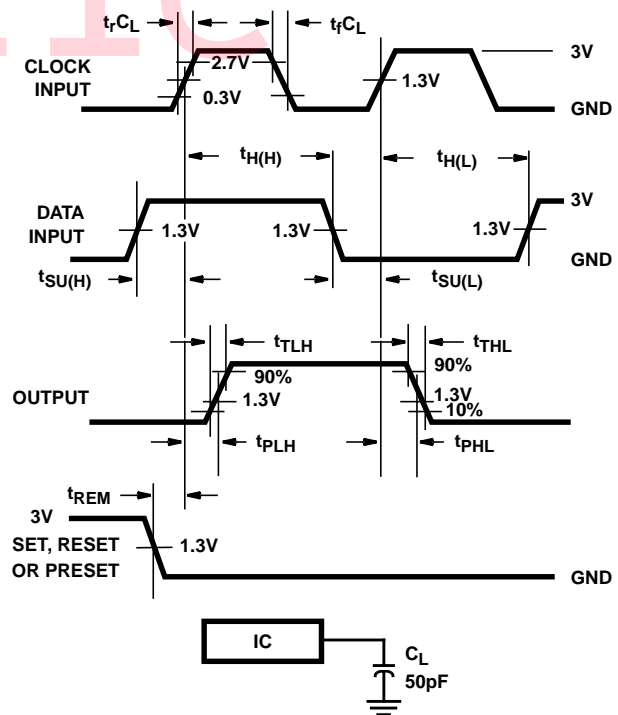 trCL
tfCL
CLOCK
INPUT
2.7V
0.3V
1.3V
3V
GND
tH(H)
tH(L)
DATA
INPUT
1.3V
1.3V
1.3V
3V
GND
tSU(H)
tSU(L)
tTLH
tTHL
OUTPUT
90%
1.3V
90%
1.3V
10%
tPLH
tPHL
tREM
3V
SET, RESET
OR PRESET
1.3V
GND
IC
CL
50pF